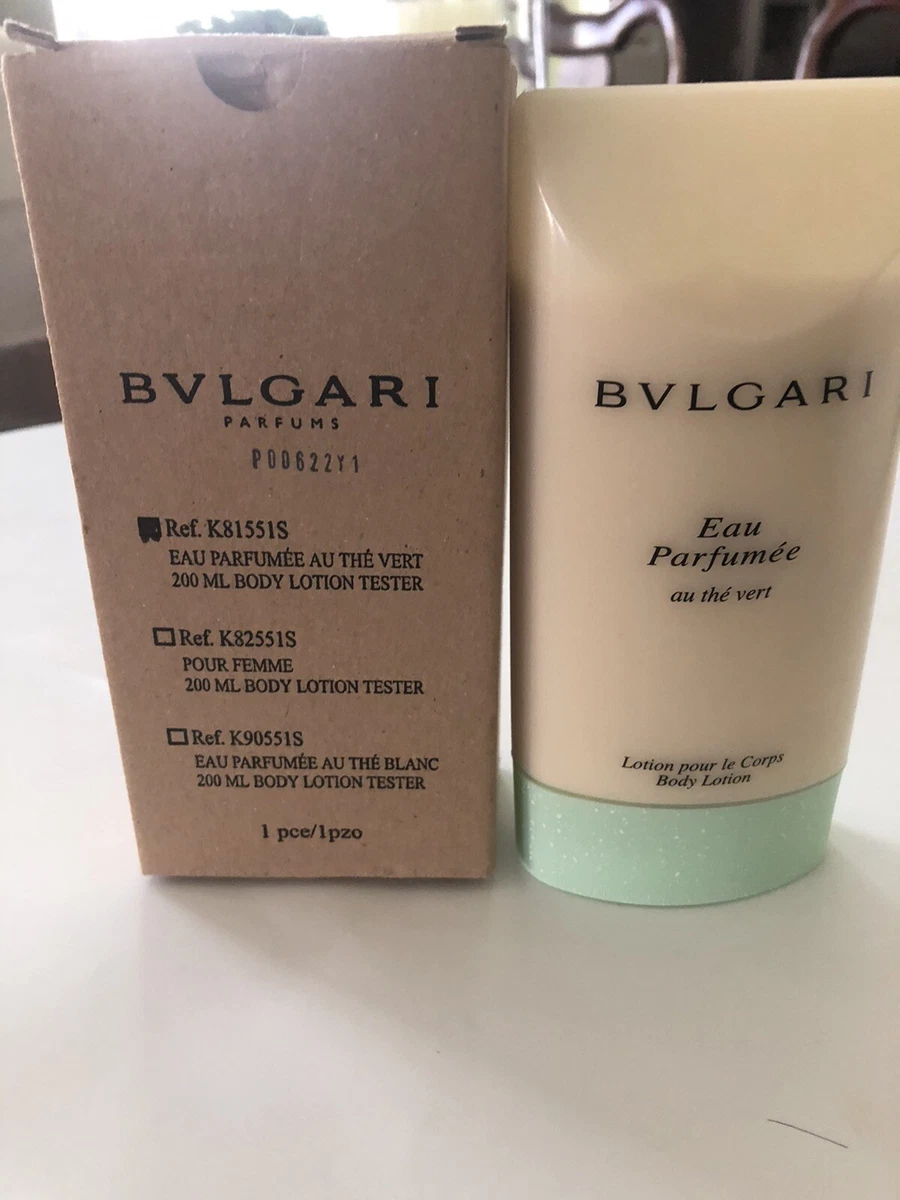 BVLGARI
PARFUMS
P00622Y1
Ref. K81551S
EAU PARFUMÉE AU THÉ VERT
200 ML BODY LOTION TESTER
Ref. K82551S
POUR FEMME
200 ML BODY LOTION TESTER
Ref. K90551S
EAU PARFUMÉE AU THÉ BLANC
200 ML BODY LOTION TESTER
1 pce/1pzo
BVLGARI
Eau
Parfumée
au thé vert
Lotion pour le Corps
Body Lotion